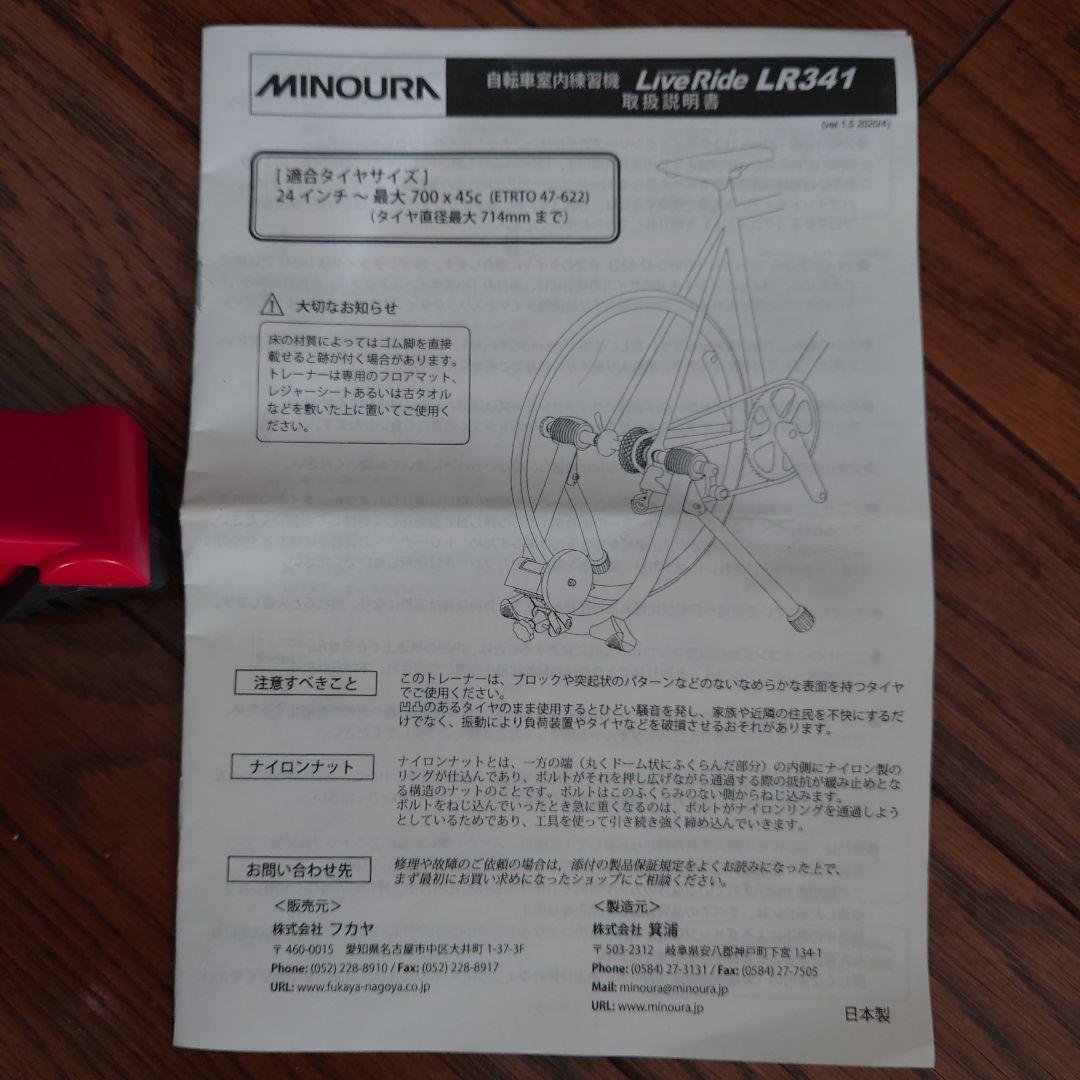 MINOURA
自転車室内練習機 LiveRide LR341
取扱説明書
(ver.1.5 2020/4)
[ 適合タイヤサイズ ]
24 インチ ～ 最大 700 x 45c (ETRTO 47-622)
（タイヤ直径最大 714mm まで）
大切なお知らせ
床の材質によってはゴム脚を直接
載せると跡が付く場合があります。
トレーナーは専用のフロアマット、
レジャーシートあるいは古タオル
などを敷いた上に置いてご使用く
ださい。
注意すべきこと
このトレーナーは、ブロックや突起状のパターンなどのないなめらかな表面を持つタイヤ
でご使用ください。
凹凸のあるタイヤのまま使用するとひどい騒音を発し、家族や近隣の住民を不快にするだ
けでなく、振動により負荷装置やタイヤなどを破損させるおそれがあります。
ナイロンナット
ナイロンナットとは、一方の端（丸くドーム状にふくらんだ部分）の内側にナイロン製の
リングが仕込んであり、ボルトがそれを押し広げながら通過する際の抵抗が緩み止めとな
る構造のナットのことです。ボルトはこのふくらみのない側からねじ込みます。
ボルトをねじ込んでいったとき急に重くなるのは、ボルトがナイロンリングを通過しよう
としているためであり、工具を使って引き続き強く締め込んでいきます。
お問い合わせ先
修理や故障のご依頼の場合は，添付の製品保証規定をよくお読みになった上で、
まず最初にお買い求めになったショップにご相談ください。
＜販売元＞
株式会社 フカヤ
〒 460-0015 愛知県名古屋市中区大井町 1-37-3F
Phone: (052) 228-8910 / Fax: (052) 228-8917
URL: www.fukaya-nagoya.co.jp
＜製造元＞
株式会社 箕浦
〒 503-2312 岐阜県安八郡神戸町下宮 134-1
Phone: (0584) 27-3131 / Fax: (0584) 27-7505
Mail: minoura@minoura.jp
URL: www.minoura.jp
日本製